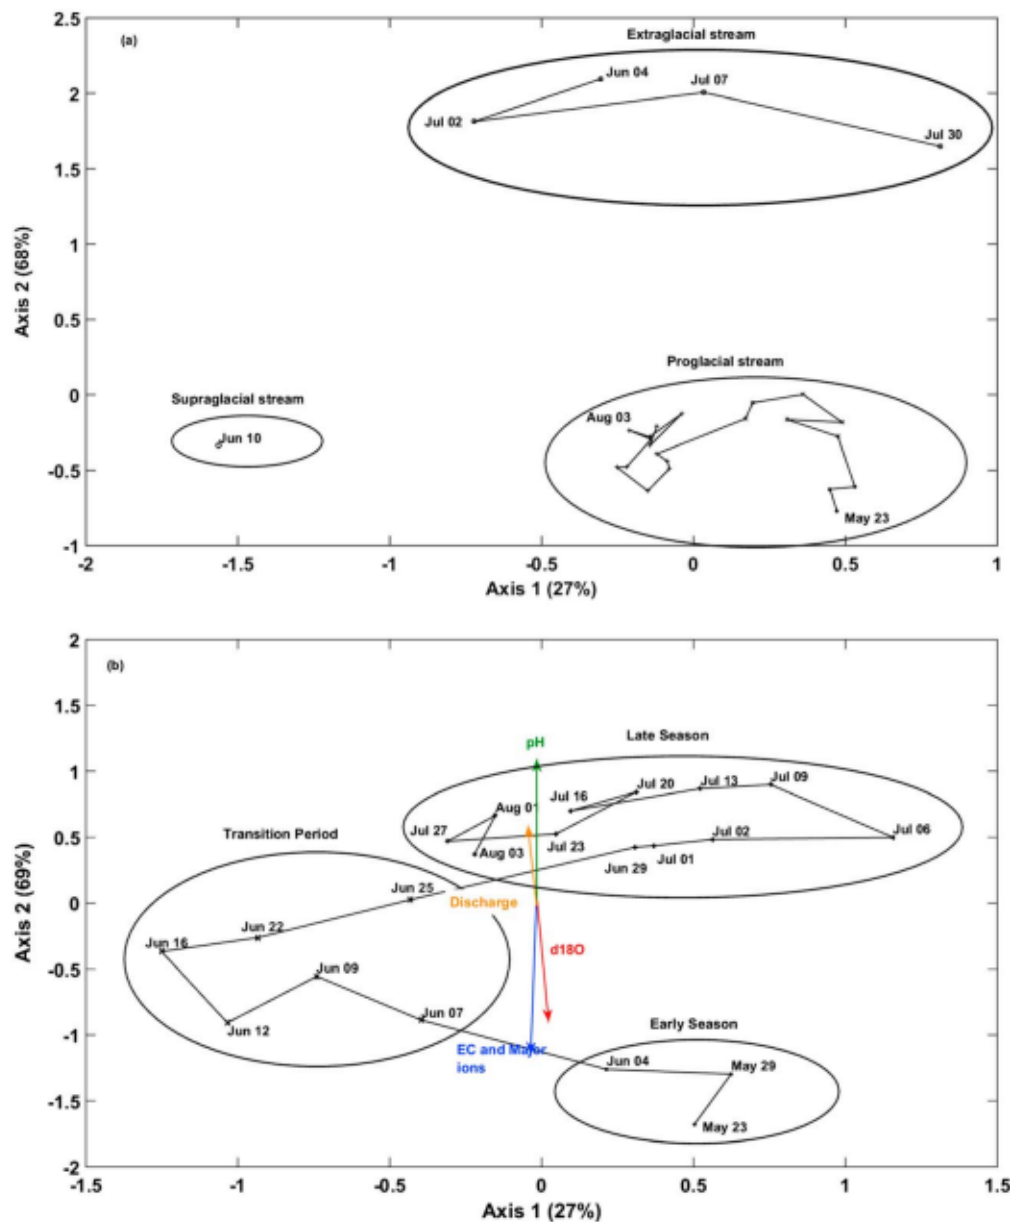 (a)
Extraglacial stream
Jun 04
Jul 07
Jul 02
Jul 30
Proglacial stream
Supraglacial stream
Aug 03
Jun 10
May 23
2.5
2
1.5
1
0.5
0
-0.5
-1
Axis 2 (68%)
-2 -1.5 -1 -0.5 0 0.5 1
Axis 1 (27%)
(b)
Late Season
pH
Jul 20 Jul 13 Jul 09
Jul 16
Aug 01
Jul 27
Jul 06
Transition Period
Jul 02
Aug 03 Jul 23
Jul 01
Jun 29
Jun 25
Discharge
Jun 22
Jun 16
d18O
Jun 09
Jun 12
Jun 07
Early Season
EC and Major
ions
Jun 04
May 29
May 23
2
1.5
1
0.5
0
-0.5
-1
-1.5
-2
Axis 2 (69%)
-1.5 -1 -0.5 0 0.5 1 1.5
Axis 1 (27%)